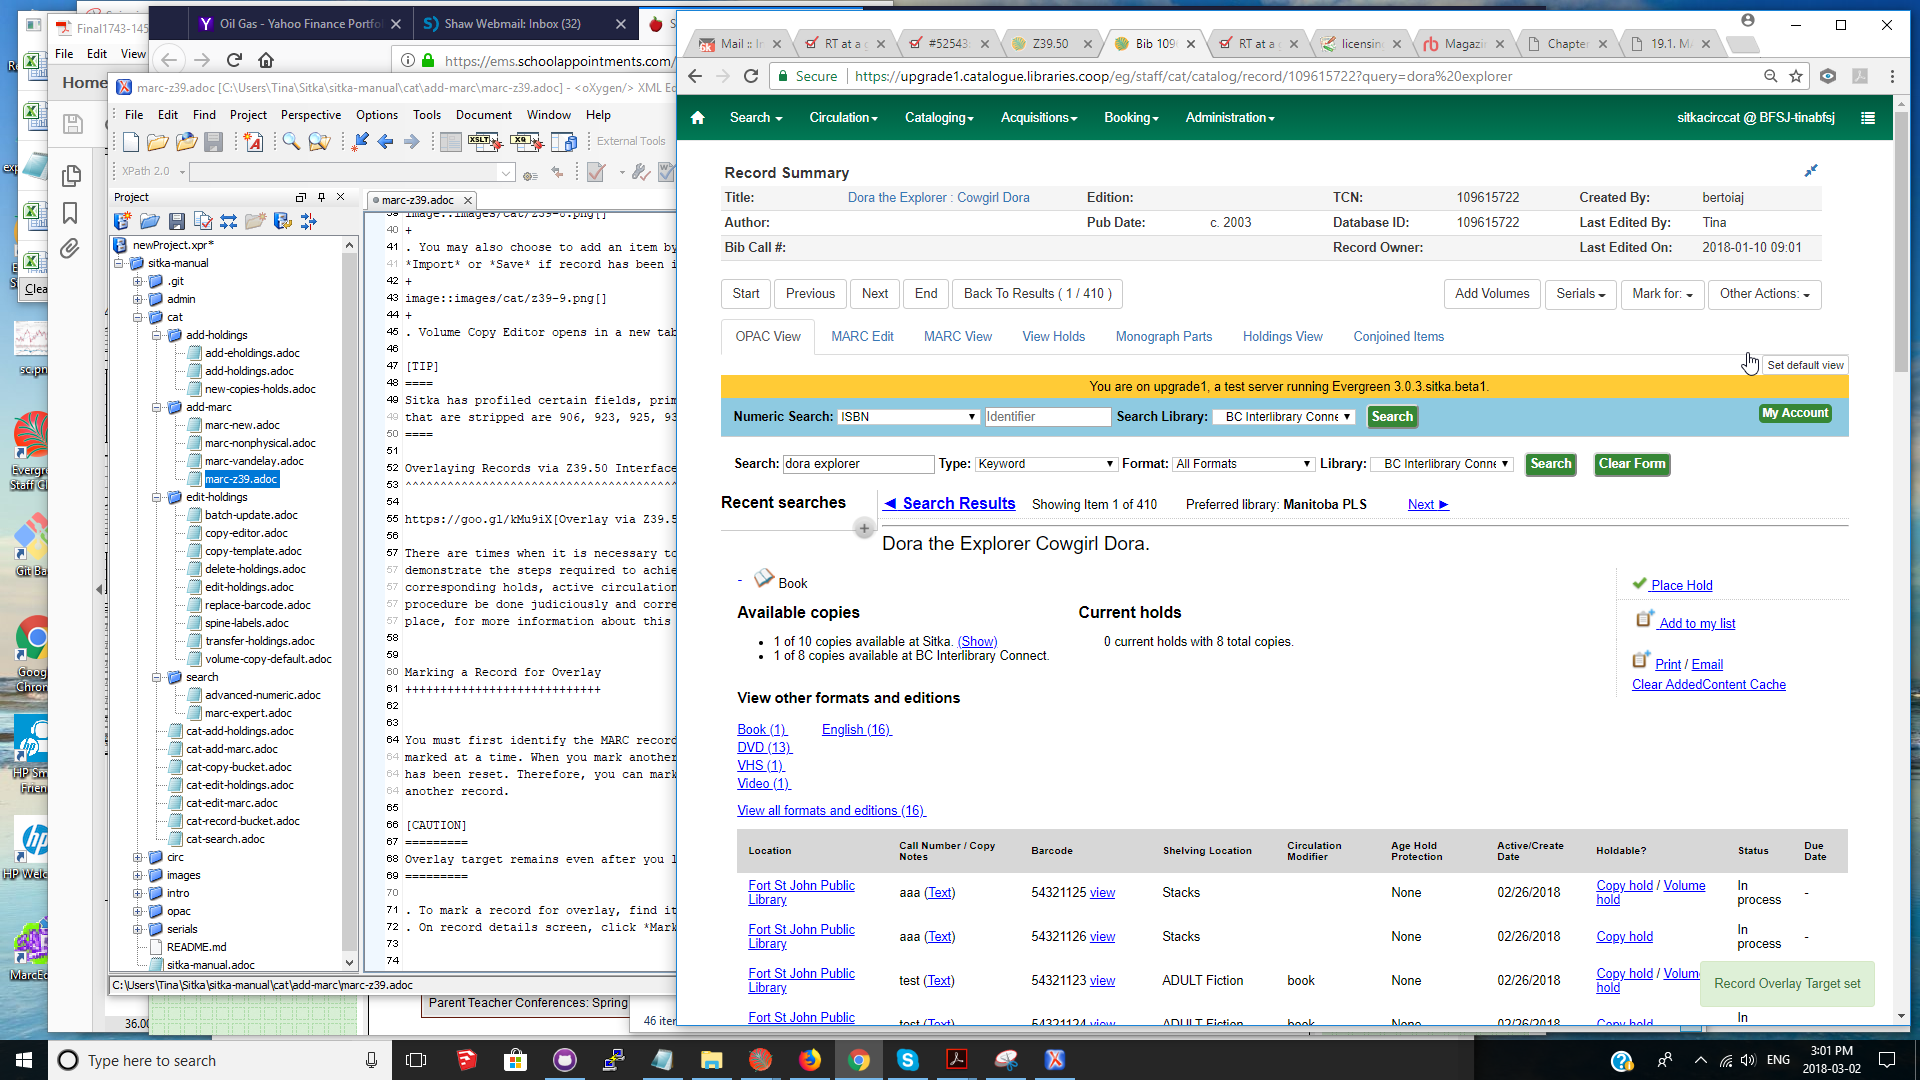 Final1743-145
File Edit View
Home
Oil Gas - Yahoo Finance Portfol
Shaw Webmail: Inbox (32)
https://ems.schoolappointments.com/
marc-z39.adoc [C:\Users\Tina\Sitka\sitka-manual\cat\add-marc\marc-z39.adoc] - <oXygen/> XML Ed
File Edit Find Project Perspective Options Tools Document Window Help
External Tools
XPath 2.0
Project
marc-z39.adoc
newProject.xpr*
sitka-manual
.git
admin
cat
add-holdings
add-eholdings.adoc
add-holdings.adoc
new-copies-holds.adoc
add-marc
marc-new.adoc
marc-nonphysical.adoc
marc-vandelay.adoc
marc-z39.adoc
edit-holdings
batch-update.adoc
copy-editor.adoc
copy-template.adoc
delete-holdings.adoc
edit-holdings.adoc
replace-barcode.adoc
spine-labels.adoc
transfer-holdings.adoc
volume-copy-default.adoc
search
advanced-numeric.adoc
marc-expert.adoc
cat-add-holdings.adoc
cat-add-marc.adoc
cat-copy-bucket.adoc
cat-edit-holdings.adoc
cat-edit-marc.adoc
cat-record-bucket.adoc
cat-search.adoc
circ
images
intro
opac
serials
README.md
sitka-manual.adoc
39 image::images/cat/z39-8.png[]
40 +
41 . You may also choose to add an item by
41 *Import* or *Save* if record has been i
42 +
43 image::images/cat/z39-9.png[]
44 +
45 . Volume Copy Editor opens in a new tab
46
47 [TIP]
48 ====
49 Sitka has profiled certain fields, prim
49 that are stripped are 906, 923, 925, 93
50 ====
51
52 Overlaying Records via Z39.50 Interface
53 ^^^^^^^^^^^^^^^^^^^^^^^^^^^^^^^^^^^^^^^
54
55 https://goo.gl/kMu9iX[Overlay via Z39.5
56
57 There are times when it is necessary to
57 demonstrate the steps required to achie
57 corresponding holds, active circulation
57 procedure be done judiciously and corre
57 place, for more information about this
58
59
60 Marking a Record for Overlay
61 ++++++++++++++++++++++++++++
62
63
64 You must first identify the MARC record
64 marked at a time. When you mark another
64 has been reset. Therefore, you can mark
64 another record.
65
66 [CAUTION]
67 =========
68 Overlay target remains even after you l
69 =========
70
71 . To mark a record for overlay, find it
72 . On record details screen, click *Mark
73
74
C:\Users\Tina\Sitka\sitka-manual\cat\add-marc\marc-z39.adoc
Parent Teacher Conferences: Spring
36.00
46 iter
Mail :: In
RT at a g
#52543
Z39.50
Bib 1096
RT at a g
licensing
Magazin
Chapter
19.1. MA
Secure https://upgrade1.catalogue.libraries.coop/eg/staff/cat/catalog/record/109615722?query=dora%20explorer
Search Circulation Cataloging Acquisitions Booking Administration sitkacirccat @ BFSJ-tinabfsj
Record Summary
Title: Dora the Explorer : Cowgirl Dora Edition: TCN: 109615722 Created By: bertoiaj
Author: Pub Date: c. 2003 Database ID: 109615722 Last Edited By: Tina
Bib Call #: Record Owner: Last Edited On: 2018-01-10 09:01
Start Previous Next End Back To Results ( 1 / 410 ) Add Volumes Serials Mark for: Other Actions:
OPAC View MARC Edit MARC View View Holds Monograph Parts Holdings View Conjoined Items
Set default view
You are on upgrade1, a test server running Evergreen 3.0.3.sitka.beta1.
Numeric Search: ISBN Identifier Search Library: BC Interlibrary Conne Search My Account
Search: dora explorer Type: Keyword Format: All Formats Library: BC Interlibrary Conne Search Clear Form
Recent searches
◄ Search Results Showing Item 1 of 410 Preferred library: Manitoba PLS Next ►
Dora the Explorer Cowgirl Dora.
- Book
Place Hold
Add to my list
Print / Email
Clear AddedContent Cache
Available copies
1 of 10 copies available at Sitka. (Show)
1 of 8 copies available at BC Interlibrary Connect.
Current holds
0 current holds with 8 total copies.
View other formats and editions
Book (1) English (16)
DVD (13)
VHS (1)
Video (1)
View all formats and editions (16)
Location Call Number / Copy Notes Barcode Shelving Location Circulation Modifier Age Hold Protection Active/Create Date Holdable? Status Due Date
Fort St John Public Library aaa (Text) 54321125 view Stacks None 02/26/2018 Copy hold / Volume hold In process -
Fort St John Public Library aaa (Text) 54321126 view Stacks None 02/26/2018 Copy hold In process -
Fort St John Public Library test (Text) 54321123 view ADULT Fiction book None 02/26/2018 Copy hold / Volume hold
Fort St John Public test (Text) 54321124 view ADULT Fiction book None 02/26/2018 Copy hold In
Record Overlay Target set
Type here to search
ENG
3:01 PM
2018-03-02